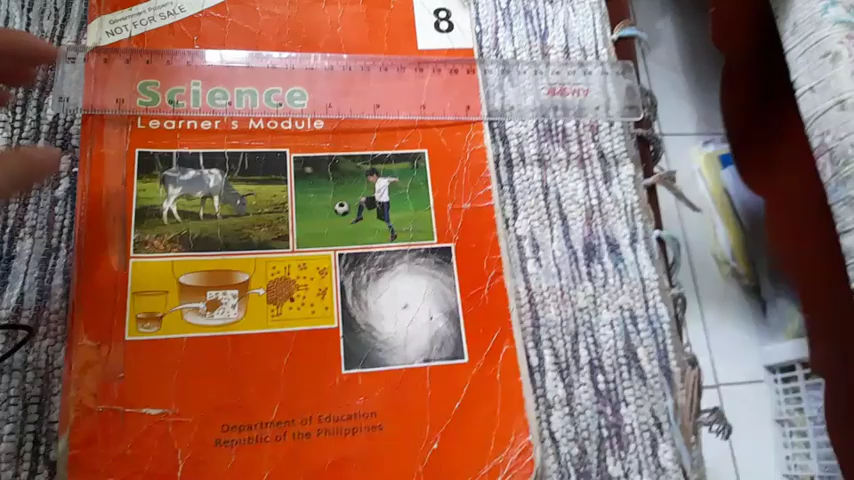 Government Property
NOT FOR SALE
8
Science
Learner's Module
Department of Education
Republic of the Philippines